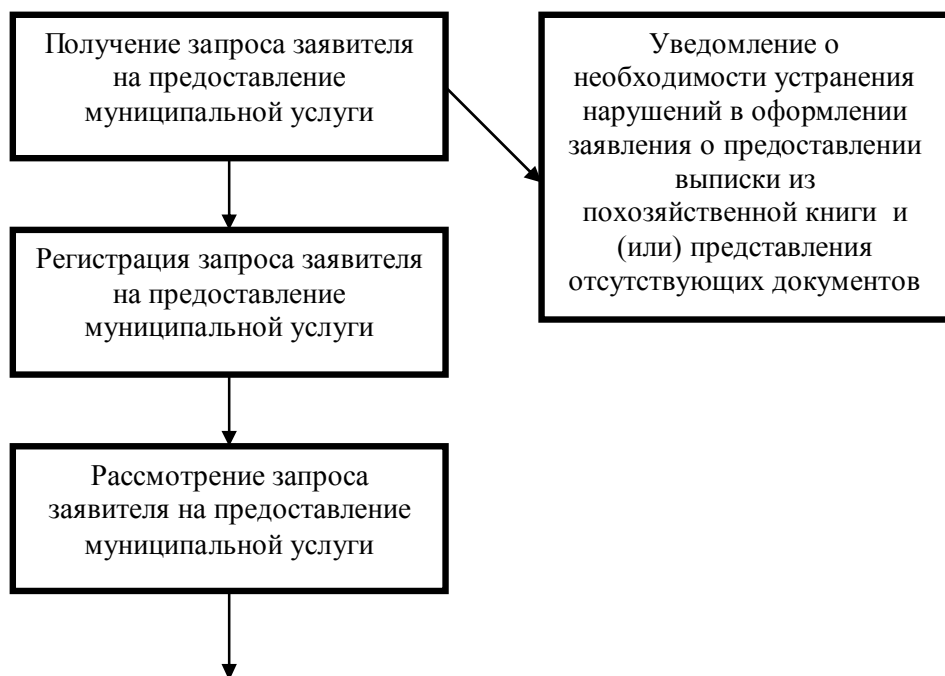 Получение запроса заявителя
на предоставление
муниципальной услуги
Уведомление о
необходимости устранения
нарушений в оформлении
заявления о предоставлении
выписки из
похозяйственной книги и
(или) представления
отсутствующих документов
Регистрация запроса заявителя
на предоставление
муниципальной услуги
Рассмотрение запроса
заявителя на предоставление
муниципальной услуги